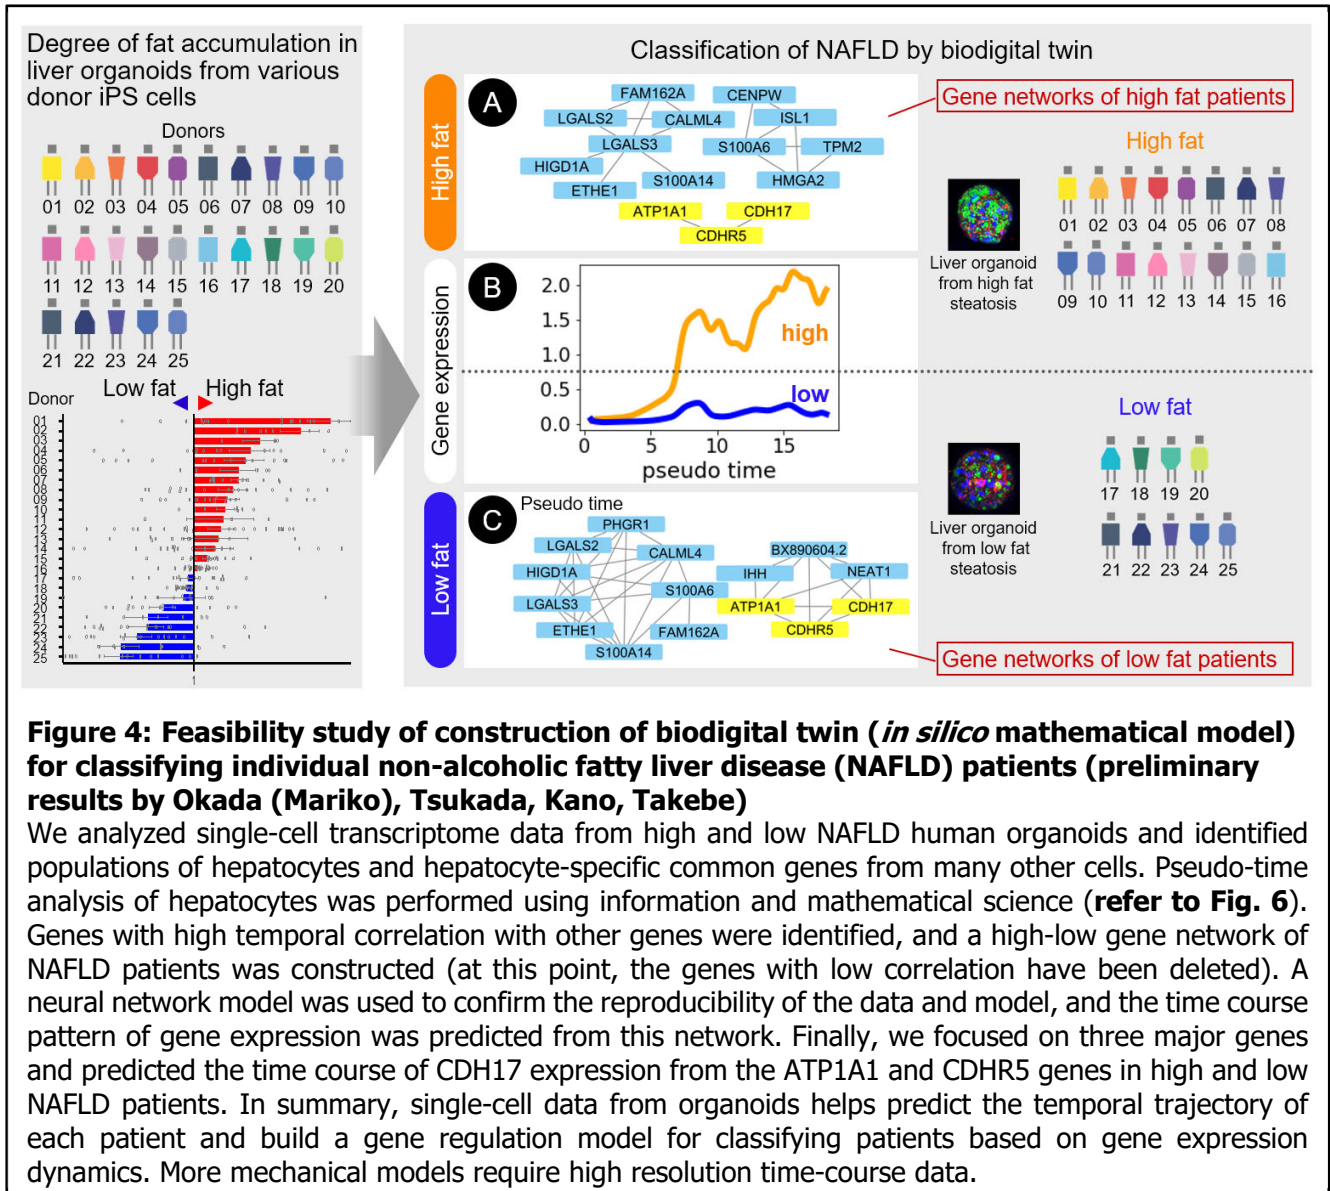 Degree of fat accumulation in
liver organoids from various
donor iPS cells
Donors
01 02 03 04 05 06 07 08 09 10
11 12 13 14 15 16 17 18 19 20
21 22 23 24 25
Low fat High fat
Donor
01
02
03
04
05
06
07
08
09
10
11
12
13
14
15
16
17
18
19
20
21
22
23
24
25
1
Classification of NAFLD by biodigital twin
High fat
A
FAM162A
CENPW
LGALS2
CALML4
ISL1
LGALS3
S100A6
TPM2
HIGD1A
ETHE1
S100A14
HMGA2
ATP1A1
CDH17
CDHR5
Gene networks of high fat patients
High fat
01 02 03 04 05 06 07 08
09 10 11 12 13 14 15 16
Liver organoid
from high fat
steatosis
Gene expression
B
2.0
1.5
1.0
0.5
0.0
high
low
0 5 10 15
pseudo time
Low fat
17 18 19 20
21 22 23 24 25
Liver organoid
from low fat
steatosis
Low fat
C
Pseudo time
PHGR1
LGALS2
CALML4
BX890604.2
HIGD1A
IHH
NEAT1
S100A6
LGALS3
ATP1A1
CDH17
ETHE1
FAM162A
CDHR5
S100A14
Gene networks of low fat patients
Figure 4: Feasibility study of construction of biodigital twin (in silico mathematical model)
for classifying individual non-alcoholic fatty liver disease (NAFLD) patients (preliminary
results by Okada (Mariko), Tsukada, Kano, Takebe)
We analyzed single-cell transcriptome data from high and low NAFLD human organoids and identified
populations of hepatocytes and hepatocyte-specific common genes from many other cells. Pseudo-time
analysis of hepatocytes was performed using information and mathematical science (refer to Fig. 6).
Genes with high temporal correlation with other genes were identified, and a high-low gene network of
NAFLD patients was constructed (at this point, the genes with low correlation have been deleted). A
neural network model was used to confirm the reproducibility of the data and model, and the time course
pattern of gene expression was predicted from this network. Finally, we focused on three major genes
and predicted the time course of CDH17 expression from the ATP1A1 and CDHR5 genes in high and low
NAFLD patients. In summary, single-cell data from organoids helps predict the temporal trajectory of
each patient and build a gene regulation model for classifying patients based on gene expression
dynamics. More mechanical models require high resolution time-course data.